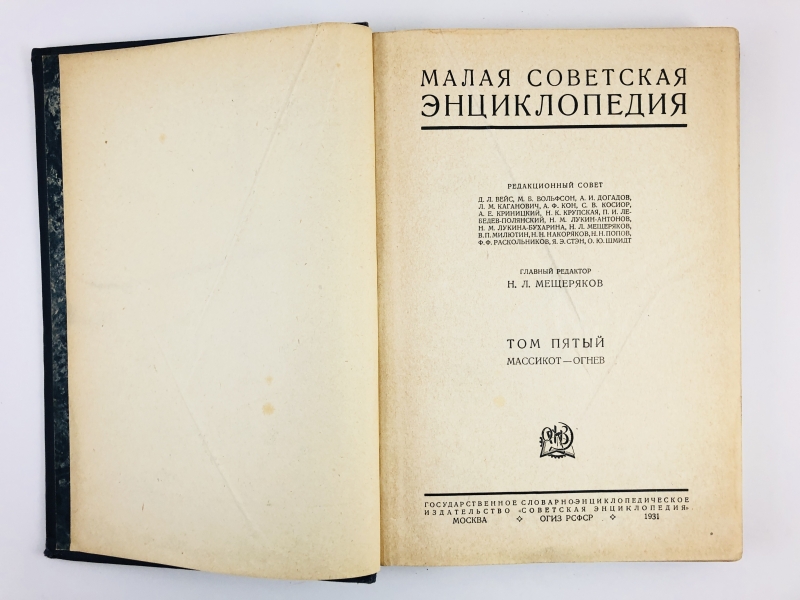 МАЛАЯ СОВЕТСКАЯ
ЭНЦИКЛОПЕДИЯ
РЕДАКЦИОННЫЙ СОВЕТ
Д. Л. ВЕЙС, М. Б. ВОЛЬФСОН, А. И. ДОГАДОВ,
Л. М. КАГАНОВИЧ, А. Ф. КОН, С. В. КОСИОР,
А. Е. КРИНИЦКИЙ, Н. К. КРУПСКАЯ, П. И. ЛЕ-
БЕДЕВ-ПОЛЯНСКИЙ, Н. М. ЛУКИН-АНТОНОВ,
Н. М. ЛУКИНА-БУХАРИНА, Н. Л. МЕЩЕРЯКОВ,
В. П. МИЛЮТИН, Н. Н. НАКОРЯКОВ, Н. Н. ПОПОВ,
Ф. Ф. РАСКОЛЬНИКОВ, Я. Э. СТЭН, О. Ю. ШМИДТ
ГЛАВНЫЙ РЕДАКТОР
Н. Л. МЕЩЕРЯКОВ
ТОМ ПЯТЫЙ
МАССИКОТ—ОГНЕВ
ГОСУДАРСТВЕННОЕ СЛОВАРНО-ЭНЦИКЛОПЕДИЧЕСКОЕ
ИЗДАТЕЛЬСТВО «СОВЕТСКАЯ ЭНЦИКЛОПЕДИЯ»
МОСКВА ✧ ОГИЗ РСФСР ✧ 1931